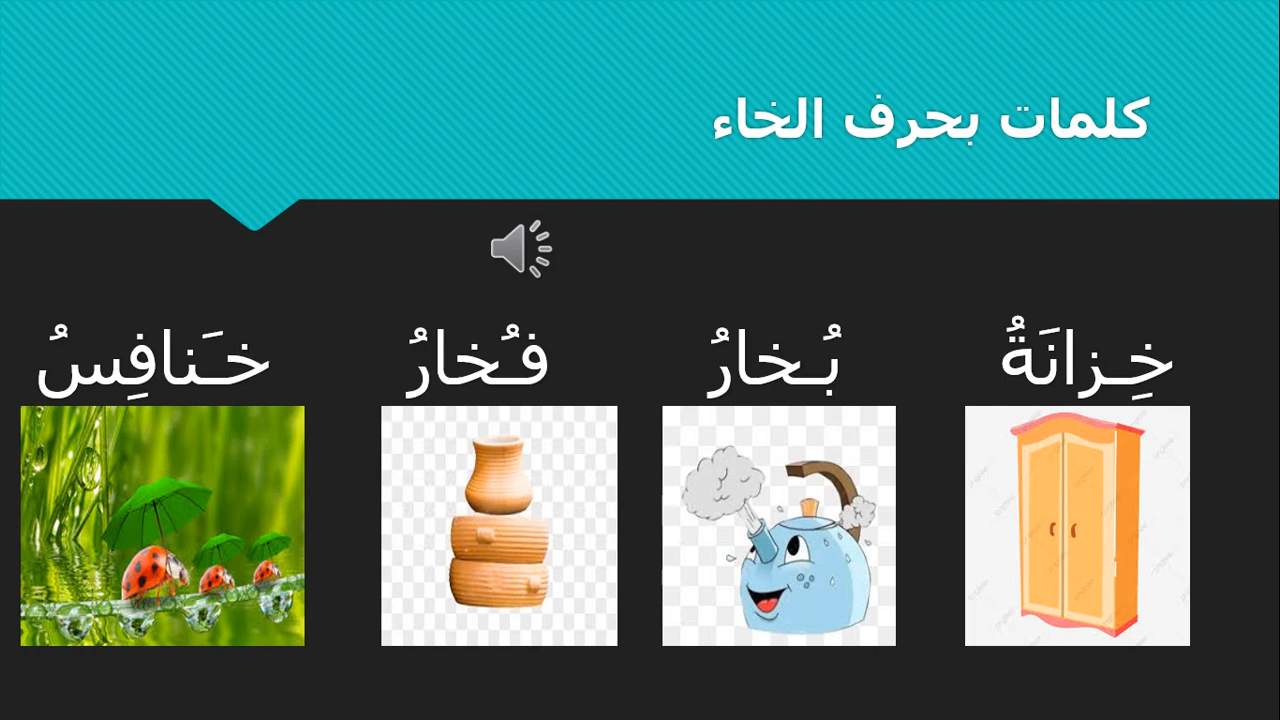 كلمات بحرف الخاء
خِـزانَةُ
بُـخارُ
فـُخارُ
خـَنافِسُ